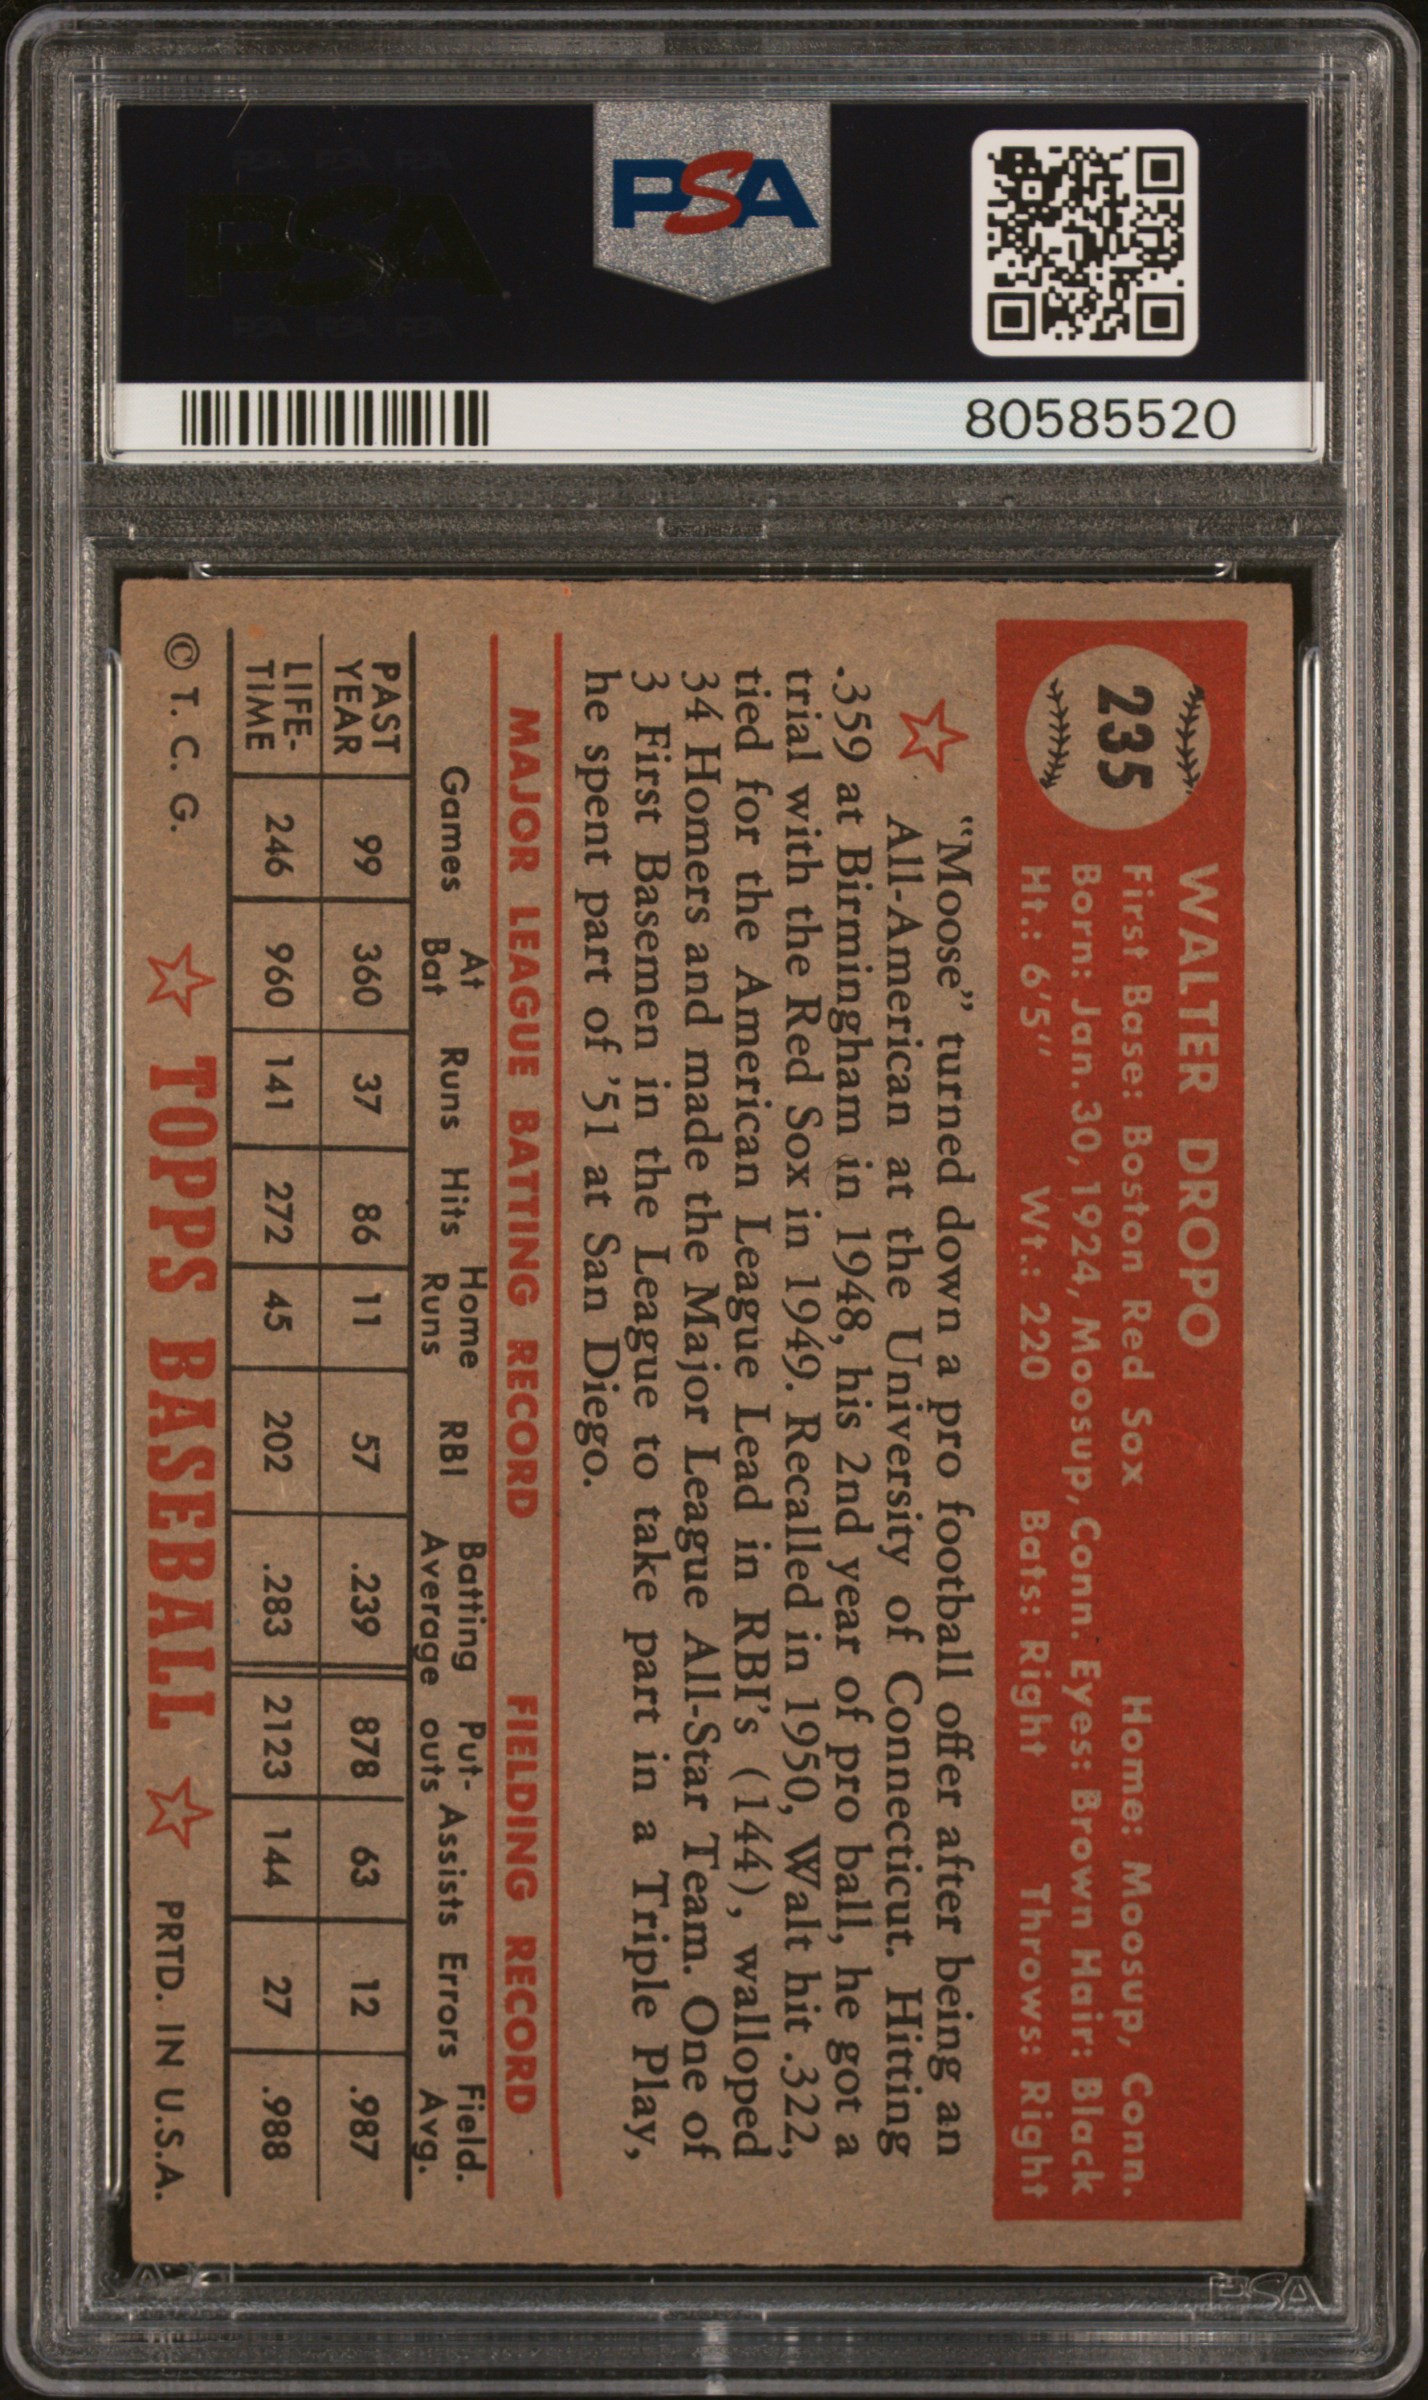 PSA
PSA PSA PSA
PSA
PSA PSA PSA
80585520
235
WALTER DROPO
First Base: Boston Red Sox Home: Moosup, Conn.
Born: Jan. 30, 1924, Moosup, Conn. Eyes: Brown Hair: Black
Ht.: 6'5" Wt.: 220 Bats: Right Throws: Right
"Moose" turned down a pro football offer after being an
All-American at the University of Connecticut. Hitting
.359 at Birmingham in 1948, his 2nd year of pro ball, he got a
trial with the Red Sox in 1949. Recalled in 1950, Walt hit .322,
tied for the American League Lead in RBI's (144), walloped
34 Homers and made the Major League All-Star Team. One of
3 First Basemen in the League to take part in a Triple Play,
he spent part of '51 at San Diego.
MAJOR LEAGUE BATTING RECORD FIELDING RECORD
Games At Bat Runs Hits Home Runs RBI Batting Average Put-outs Assists Errors Field. Avg.
PAST YEAR 99 360 37 86 11 57 .239 878 63 12 .987
LIFE-TIME 246 960 141 272 45 202 .283 2123 144 27 .988
© T. C. G. TOPPS BASEBALL PRTD. IN U.S.A.
PSA